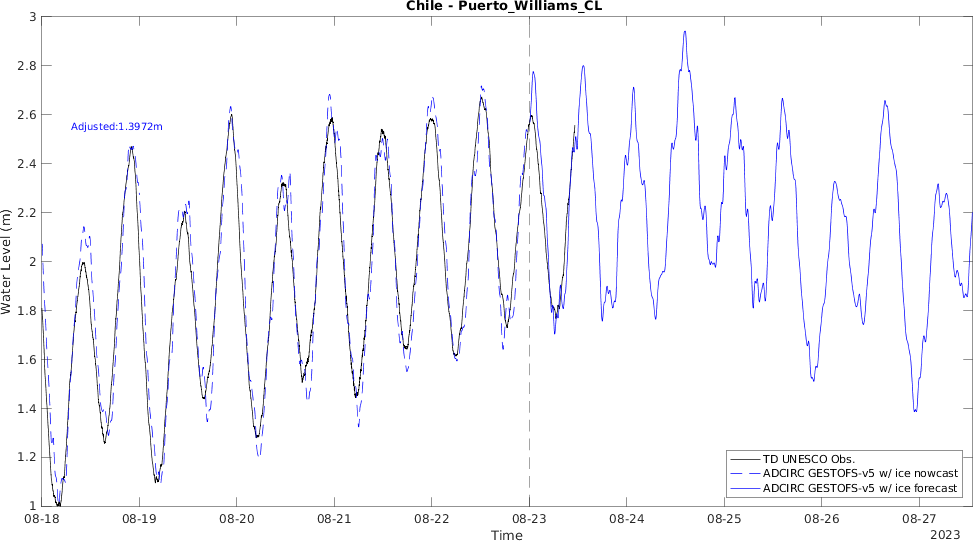 Chile - Puerto_Williams_CL
Water Level (m)
3
2.8
2.6
2.4
2.2
2
1.8
1.6
1.4
1.2
1
Adjusted:1.3972m
TD UNESCO Obs.
ADCIRC GESTOFS-v5 w/ ice nowcast
ADCIRC GESTOFS-v5 w/ ice forecast
08-18 08-19 08-20 08-21 08-22 08-23 08-24 08-25 08-26 08-27
Time
2023